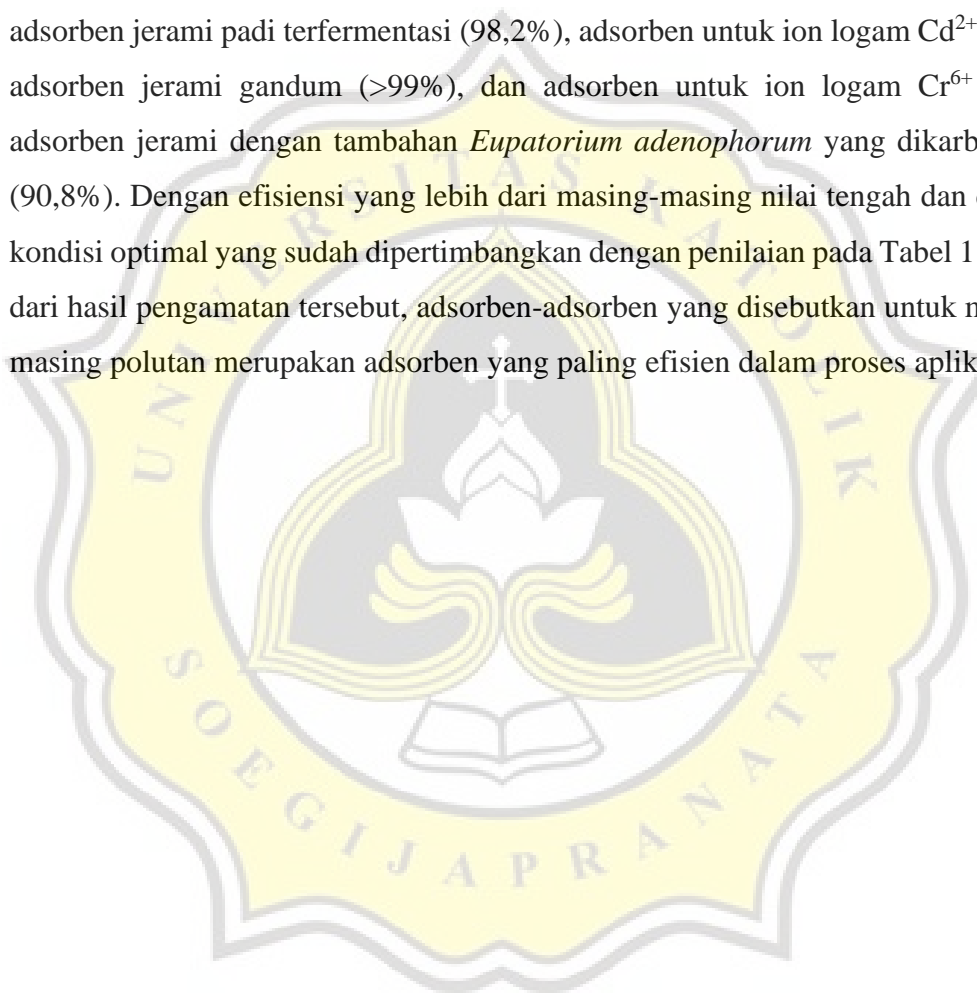 adsorben jerami padi terfermentasi (98,2%), adsorben untuk ion logam Cd²⁺
adsorben jerami gandum (>99%), dan adsorben untuk ion logam Cr⁶⁺
adsorben jerami dengan tambahan Eupatorium adenophorum yang dikarb
(90,8%). Dengan efisiensi yang lebih dari masing-masing nilai tengah dan
kondisi optimal yang sudah dipertimbangkan dengan penilaian pada Tabel 1
dari hasil pengamatan tersebut, adsorben-adsorben yang disebutkan untuk
masing polutan merupakan adsorben yang paling efisien dalam proses aplik
UNIVERSITAS KATOLIK
SOEGIJAPRANATA